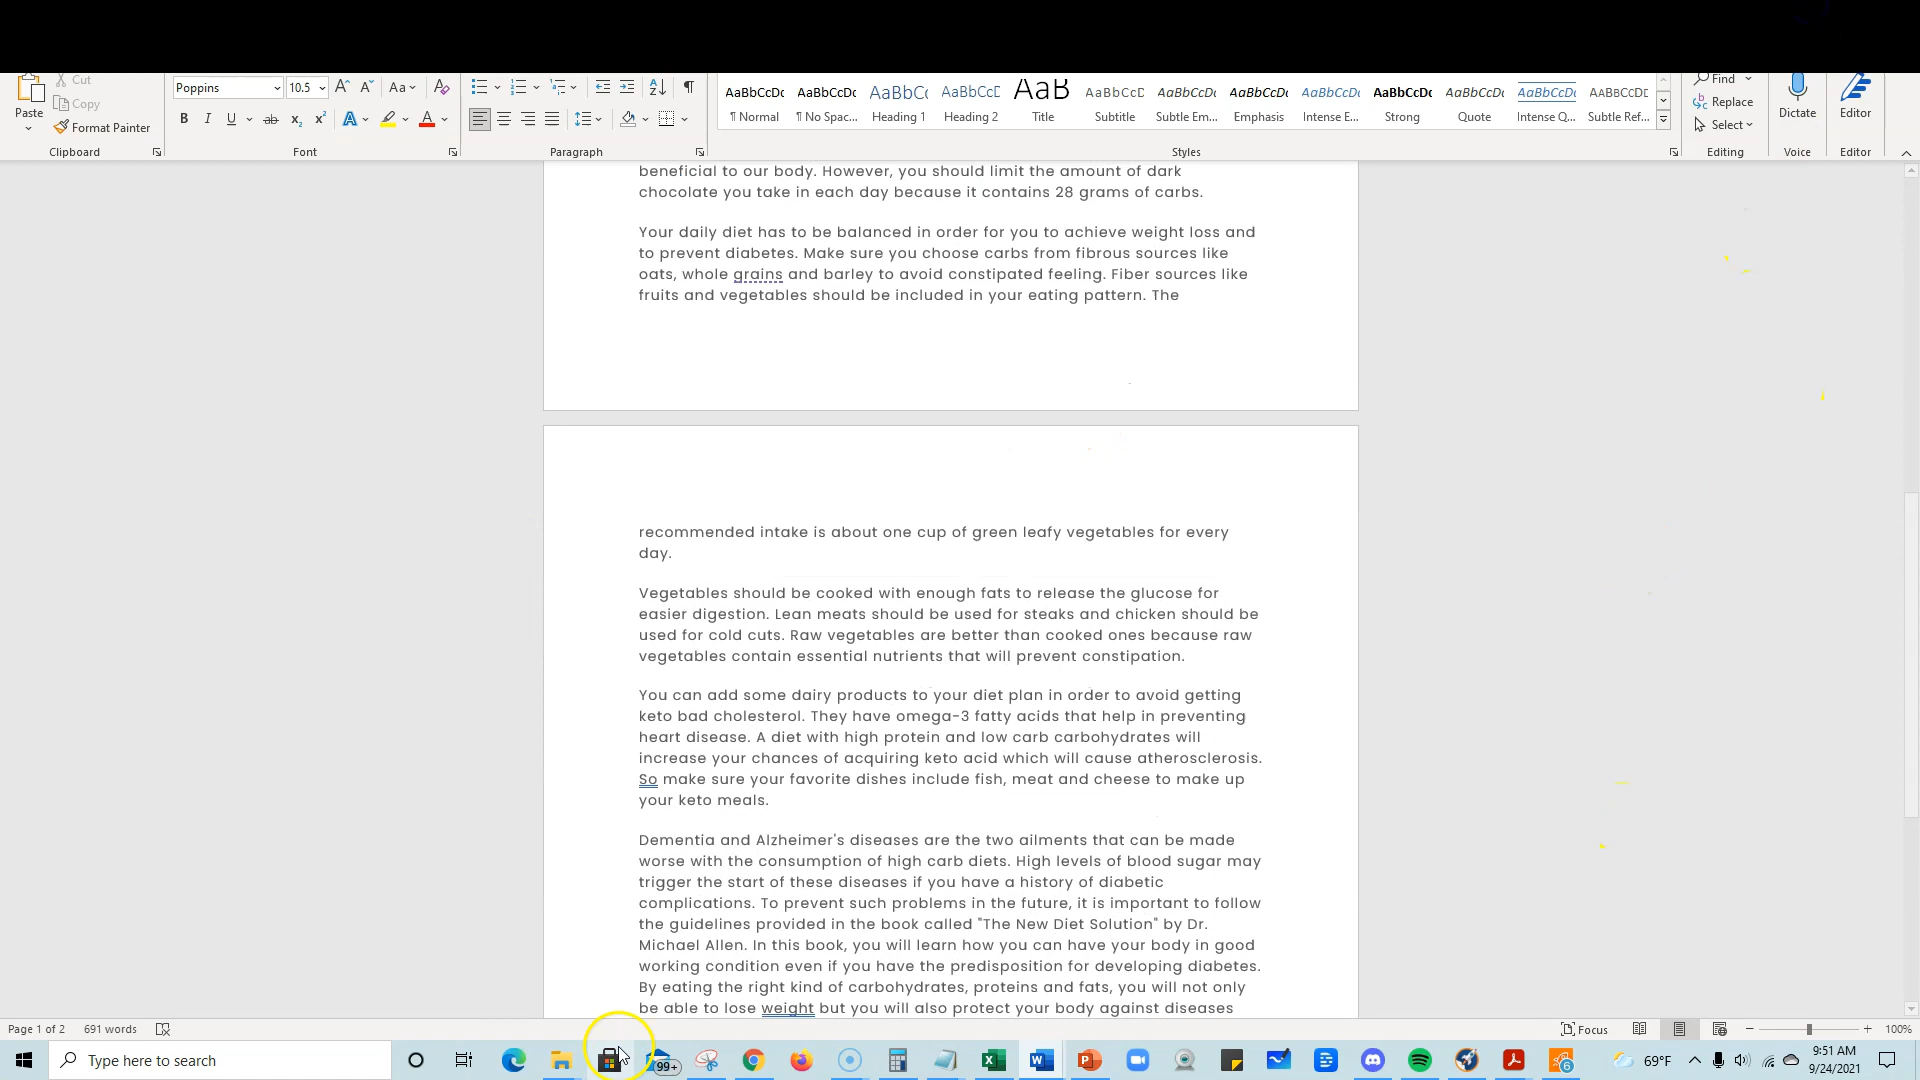 Cut
Copy
Paste
Format Painter
Clipboard
Poppins
10.5
Aa
B I U ab x₂ x²
A A
Font
Paragraph
AaBbCcDc AaBbCcDc AaBbCc AaBbCcD AaB AaBbCcD AaBbCcDc AaBbCcDc AaBbCcDc AaBbCcDc AaBbCcDc AaBbCcDc AABBCCDD
¶ Normal ¶ No Spac... Heading 1 Heading 2 Title Subtitle Subtle Em... Emphasis Intense E... Strong Quote Intense Q... Subtle Ref...
Styles
Find
Replace
Select
Editing
Dictate
Voice
Editor
Editor
beneficial to our body. However, you should limit the amount of dark
chocolate you take in each day because it contains 28 grams of carbs.
Your daily diet has to be balanced in order for you to achieve weight loss and
to prevent diabetes. Make sure you choose carbs from fibrous sources like
oats, whole grains and barley to avoid constipated feeling. Fiber sources like
fruits and vegetables should be included in your eating pattern. The
recommended intake is about one cup of green leafy vegetables for every
day.
Vegetables should be cooked with enough fats to release the glucose for
easier digestion. Lean meats should be used for steaks and chicken should be
used for cold cuts. Raw vegetables are better than cooked ones because raw
vegetables contain essential nutrients that will prevent constipation.
You can add some dairy products to your diet plan in order to avoid getting
keto bad cholesterol. They have omega-3 fatty acids that help in preventing
heart disease. A diet with high protein and low carb carbohydrates will
increase your chances of acquiring keto acid which will cause atherosclerosis.
So make sure your favorite dishes include fish, meat and cheese to make up
your keto meals.
Dementia and Alzheimer's diseases are the two ailments that can be made
worse with the consumption of high carb diets. High levels of blood sugar may
trigger the start of these diseases if you have a history of diabetic
complications. To prevent such problems in the future, it is important to follow
the guidelines provided in the book called "The New Diet Solution" by Dr.
Michael Allen. In this book, you will learn how you can have your body in good
working condition even if you have the predisposition for developing diabetes.
By eating the right kind of carbohydrates, proteins and fats, you will not only
be able to lose weight but you will also protect your body against diseases
Page 1 of 2 691 words
Focus
100%
Type here to search
99+
6
69°F
9:51 AM
9/24/2021